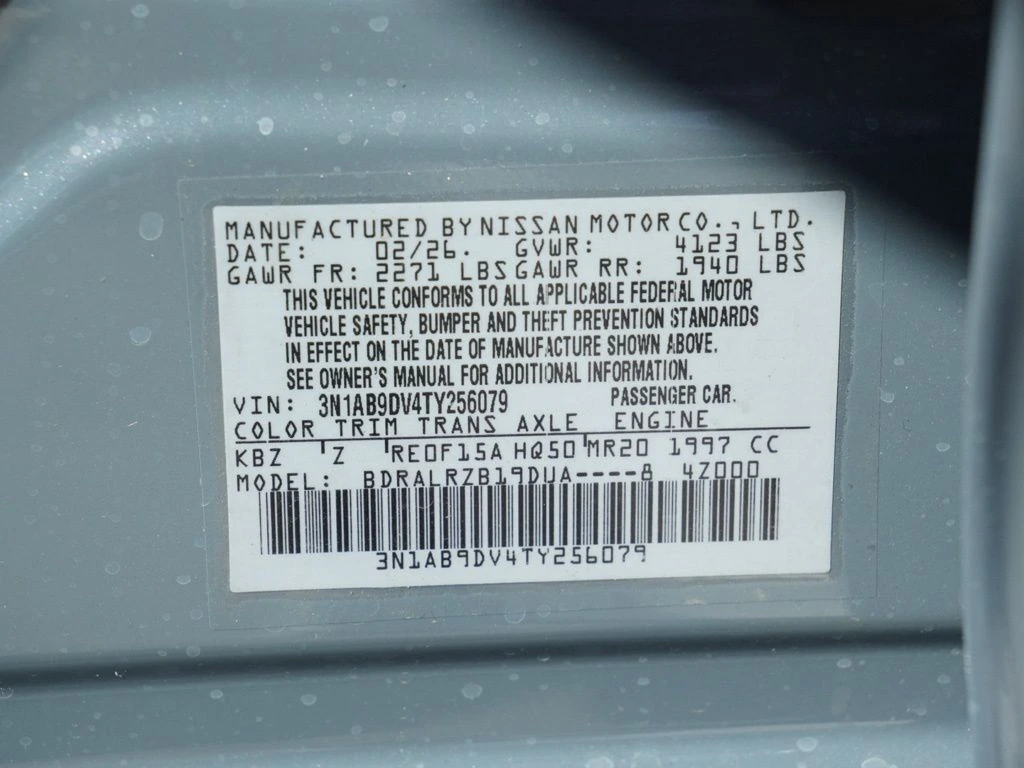 MANUFACTURED BY NISSAN MOTOR CO., LTD.
DATE: 02/26. GVWR: 4123 LBS
GAWR FR: 2271 LBS GAWR RR: 1940 LBS
THIS VEHICLE CONFORMS TO ALL APPLICABLE FEDERAL MOTOR
VEHICLE SAFETY, BUMPER AND THEFT PREVENTION STANDARDS
IN EFFECT ON THE DATE OF MANUFACTURE SHOWN ABOVE.
SEE OWNER'S MANUAL FOR ADDITIONAL INFORMATION.
VIN: 3N1AB9DV4TY256079 PASSENGER CAR.
COLOR TRIM TRANS AXLE ENGINE
KBZ Z RE0F15A HQ50 MR20 1997 CC
MODEL: BDRALRZB19DUA----8 4Z000
3N1AB9DV4TY256079